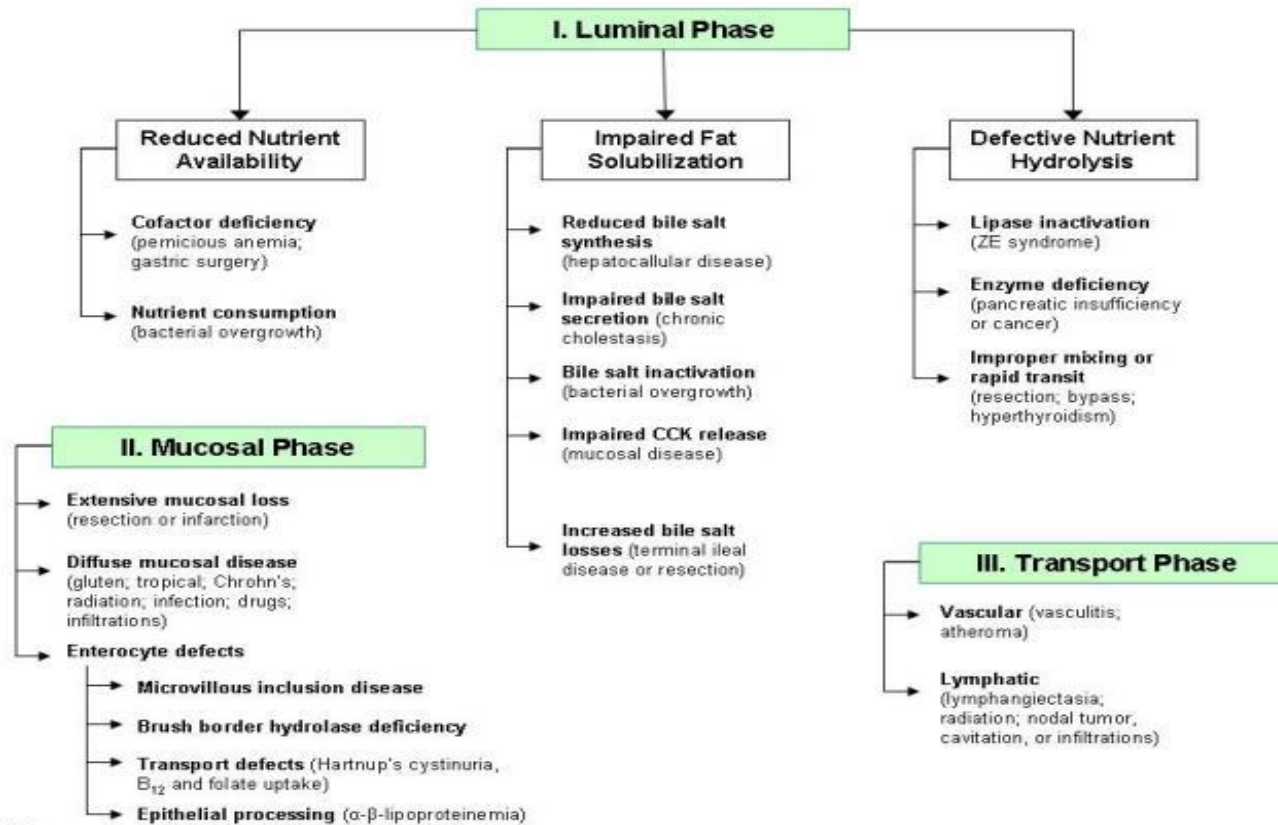 I. Luminal Phase
Reduced Nutrient
Availability
Cofactor deficiency
(pernicious anemia;
gastric surgery)
Nutrient consumption
(bacterial overgrowth)
Impaired Fat
Solubilization
Reduced bile salt
synthesis
(hepatocallular disease)
Impaired bile salt
secretion (chronic
cholestasis)
Bile salt inactivation
(bacterial overgrowth)
Impaired CCK release
(mucosal disease)
Increased bile salt
losses (terminal ileal
disease or resection)
Defective Nutrient
Hydrolysis
Lipase inactivation
(ZE syndrome)
Enzyme deficiency
(pancreatic insufficiency
or cancer)
Improper mixing or
rapid transit
(resection; bypass;
hyperthyroidism)
II. Mucosal Phase
Extensive mucosal loss
(resection or infarction)
Diffuse mucosal disease
(gluten; tropical; Chrohn's;
radiation; infection; drugs;
infiltrations)
Enterocyte defects
Microvillous inclusion disease
Brush border hydrolase deficiency
Transport defects (Hartnup's cystinuria,
B12 and folate uptake)
Epithelial processing (α-β-lipoproteinemia)
III. Transport Phase
Vascular (vasculitis;
atheroma)
Lymphatic
(lymphangiectasia;
radiation; nodal tumor,
cavitation, or infiltrations)